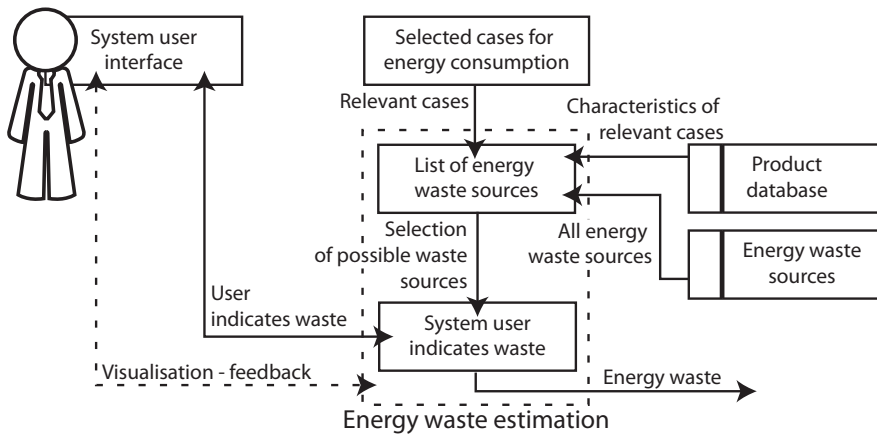 System user
interface
Selected cases for
energy consumption
Relevant cases
Characteristics of
relevant cases
List of energy
waste sources
Product
database
Selection
of possible waste
sources
All energy
waste sources
Energy waste
sources
User
indicates waste
System user
indicates waste
Visualisation - feedback
Energy waste
Energy waste estimation